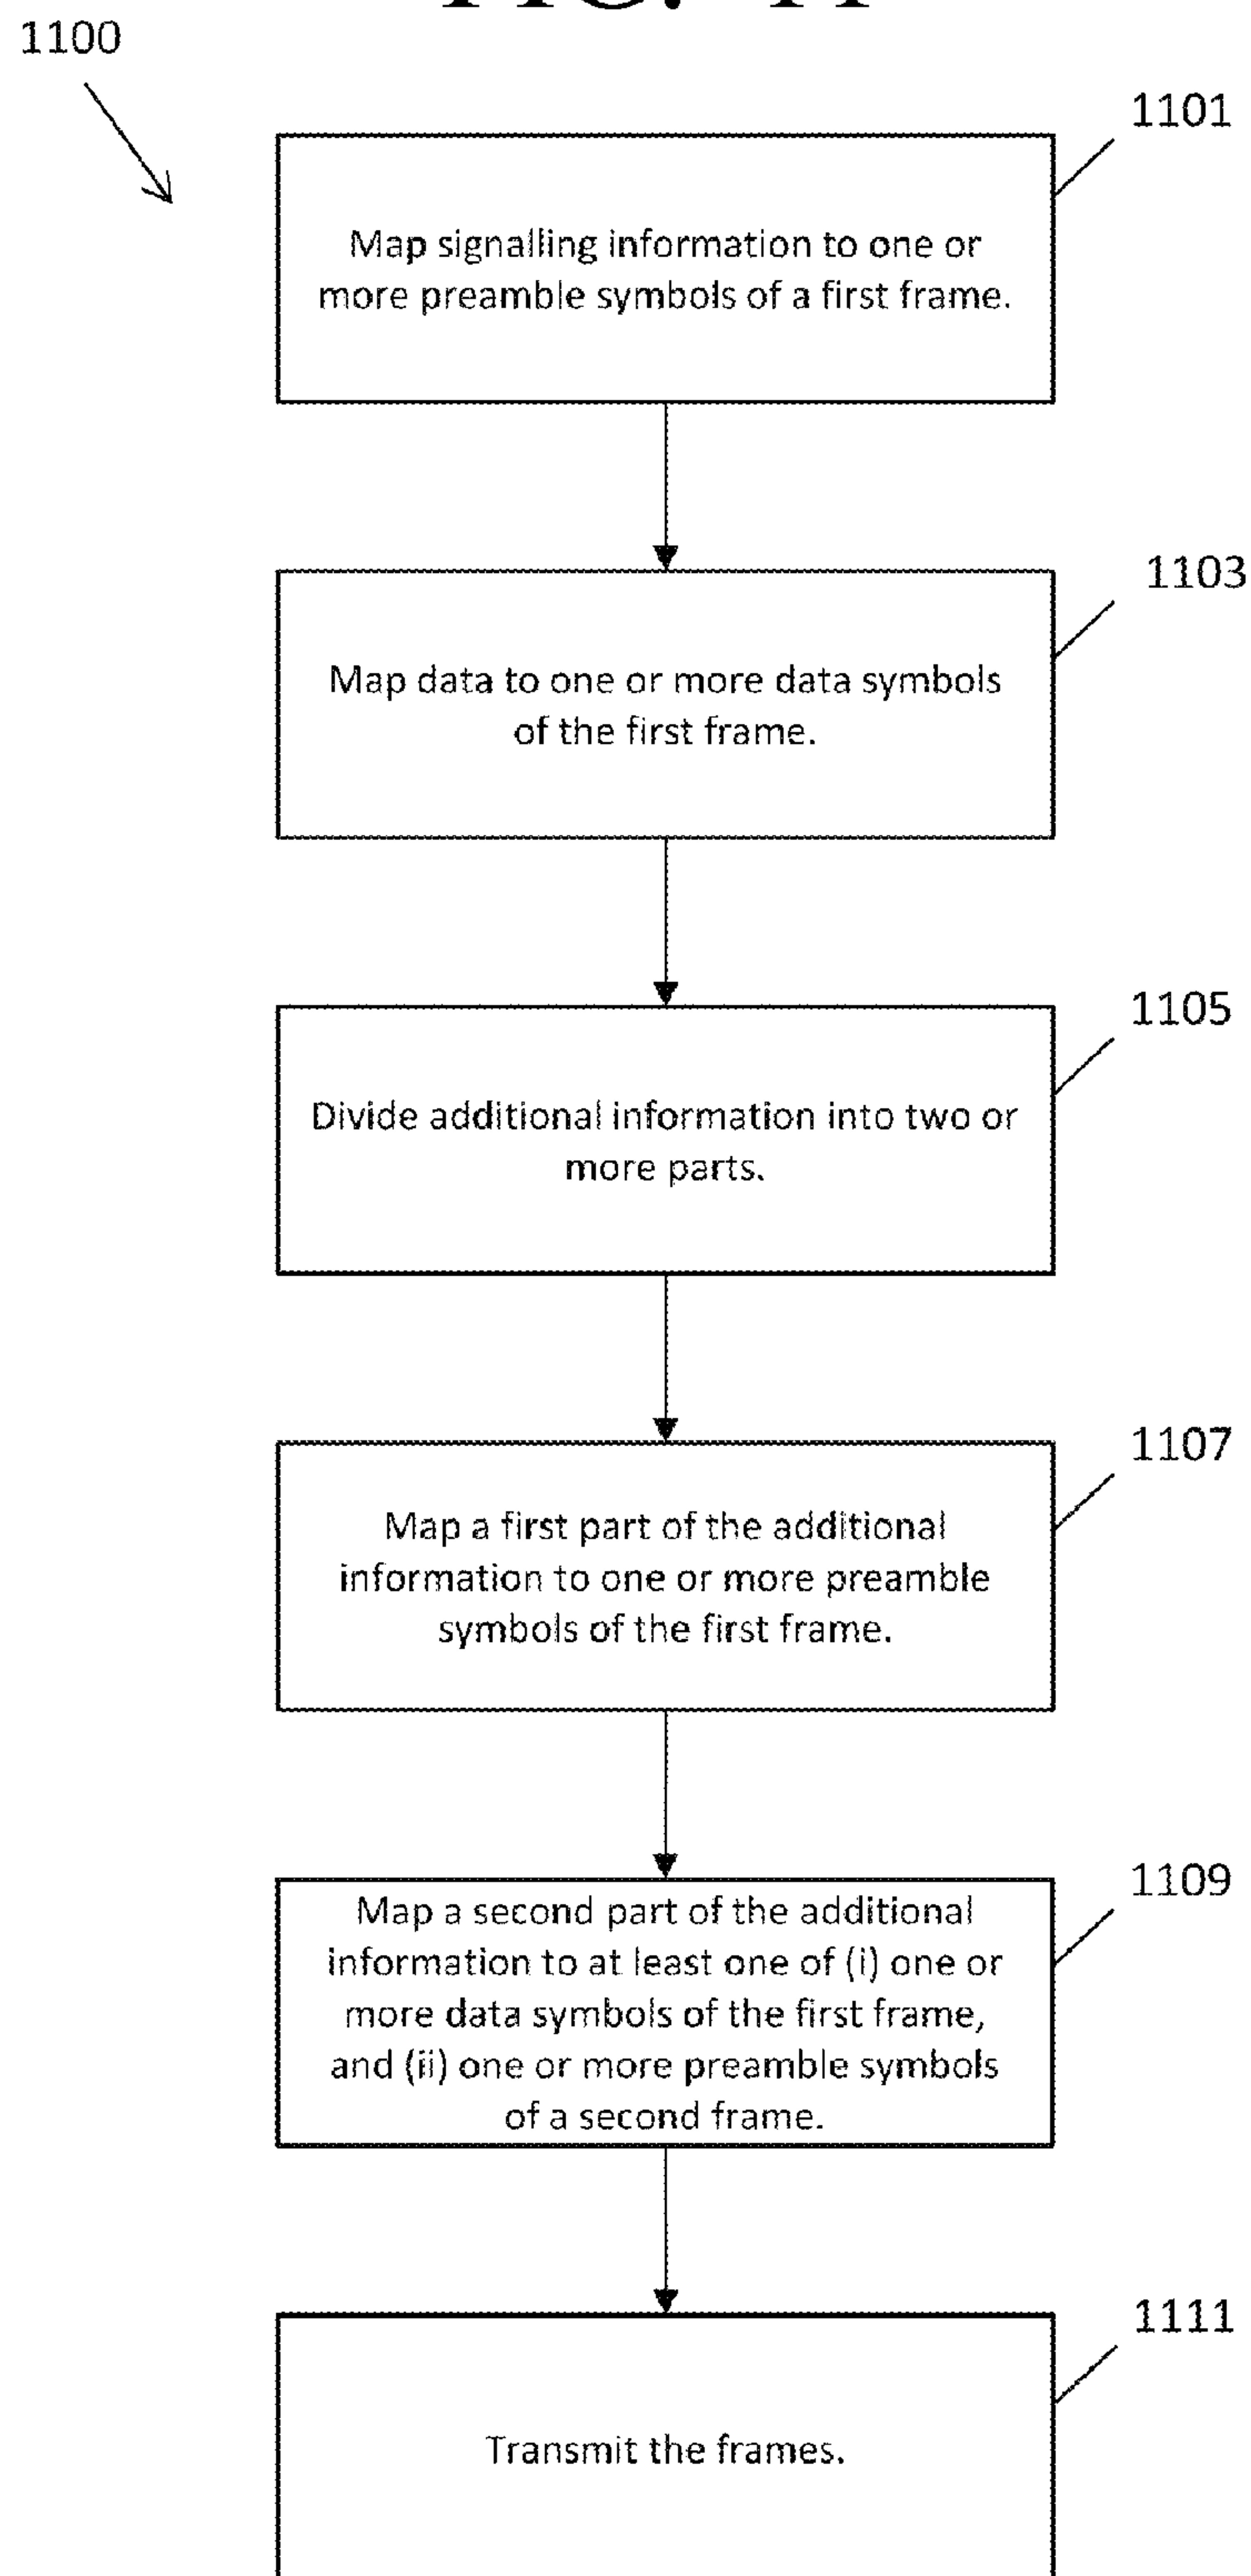 1100
1101
Map signalling information to one or
more preamble symbols of a first frame.
1103
Map data to one or more data symbols
of the first frame.
1105
Divide additional information into two or
more parts.
1107
Map a first part of the additional
information to one or more preamble
symbols of the first frame.
1109
Map a second part of the additional
information to at least one of (i) one or
more data symbols of the first frame,
and (ii) one or more preamble symbols
of a second frame.
1111
Transmit the frames.